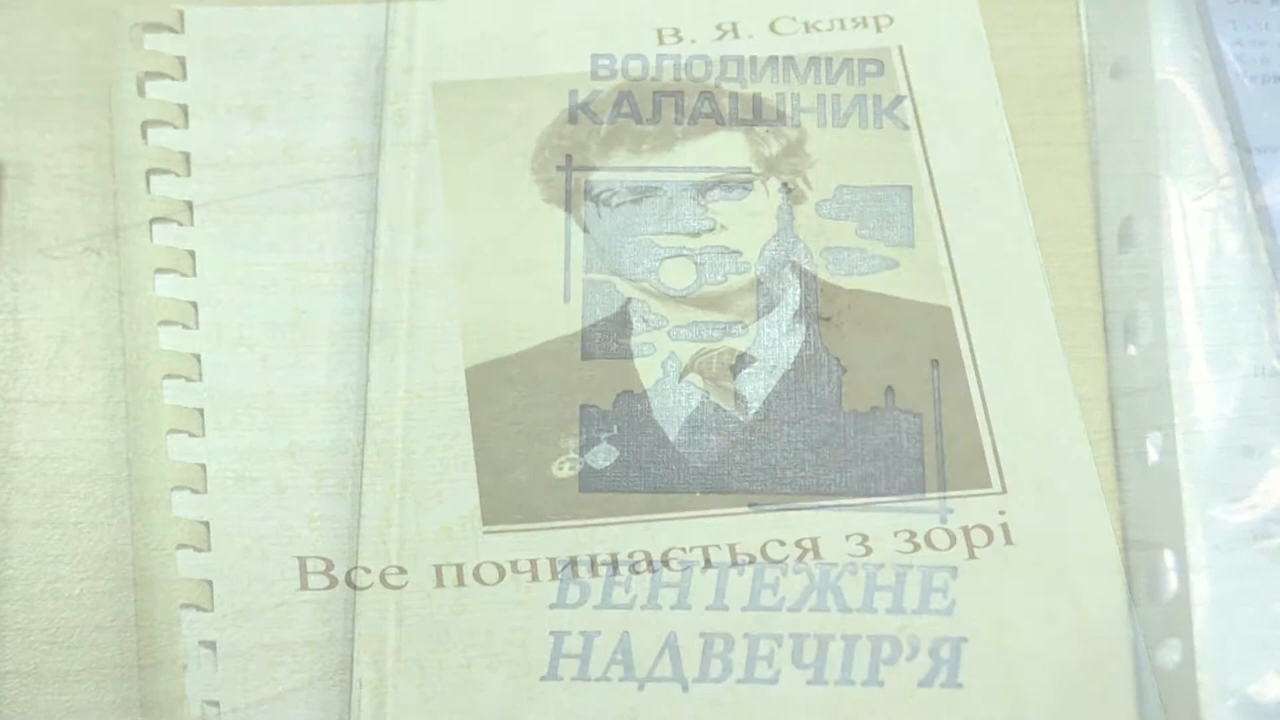 В. Я. Скляр
ВОЛОДИМИР
КАЛАШНИК
Все починається з зорі
БЕНТЕЖНЕ
НАДВЕЧІР’Я